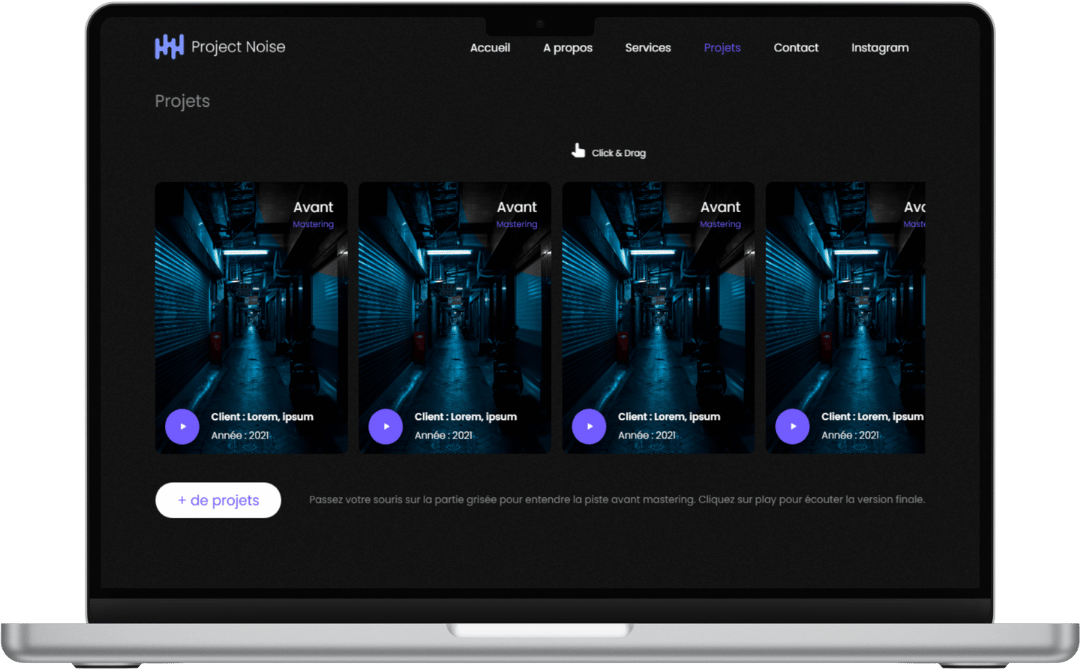 Project Noise
Accueil
A propos
Services
Projets
Contact
Instagram
Projets
Click & Drag
Avant
Mastering
Client : Lorem, ipsum
Année : 2021
Avant
Mastering
Client : Lorem, ipsum
Année : 2021
Avant
Mastering
Client : Lorem, ipsum
Année : 2021
Av
Maste
Client : Lorem, ipsum
Année : 2021
+ de projets
Passez votre souris sur la partie grisée pour entendre la piste avant mastering. Cliquez sur play pour écouter la version finale.